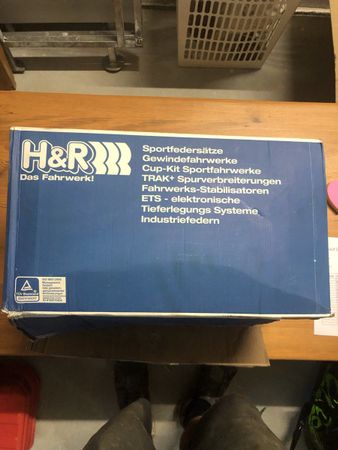 H&R
Das Fahrwerk!
Sportfedersätze
Gewindefahrwerke
Cup-Kit Sportfahrwerke
TRAK+ Spurverbreiterungen
Fahrwerks-Stabilisatoren
ETS - elektronische
Tieferlegungs Systeme
Industriefedern